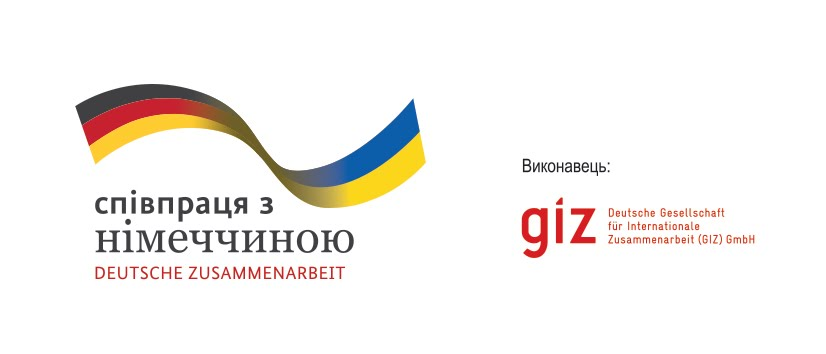 співпраця з
німеччиною
DEUTSCHE ZUSAMMENARBEIT
Виконавець:
giz
Deutsche Gesellschaft
für Internationale
Zusammenarbeit (GIZ) GmbH